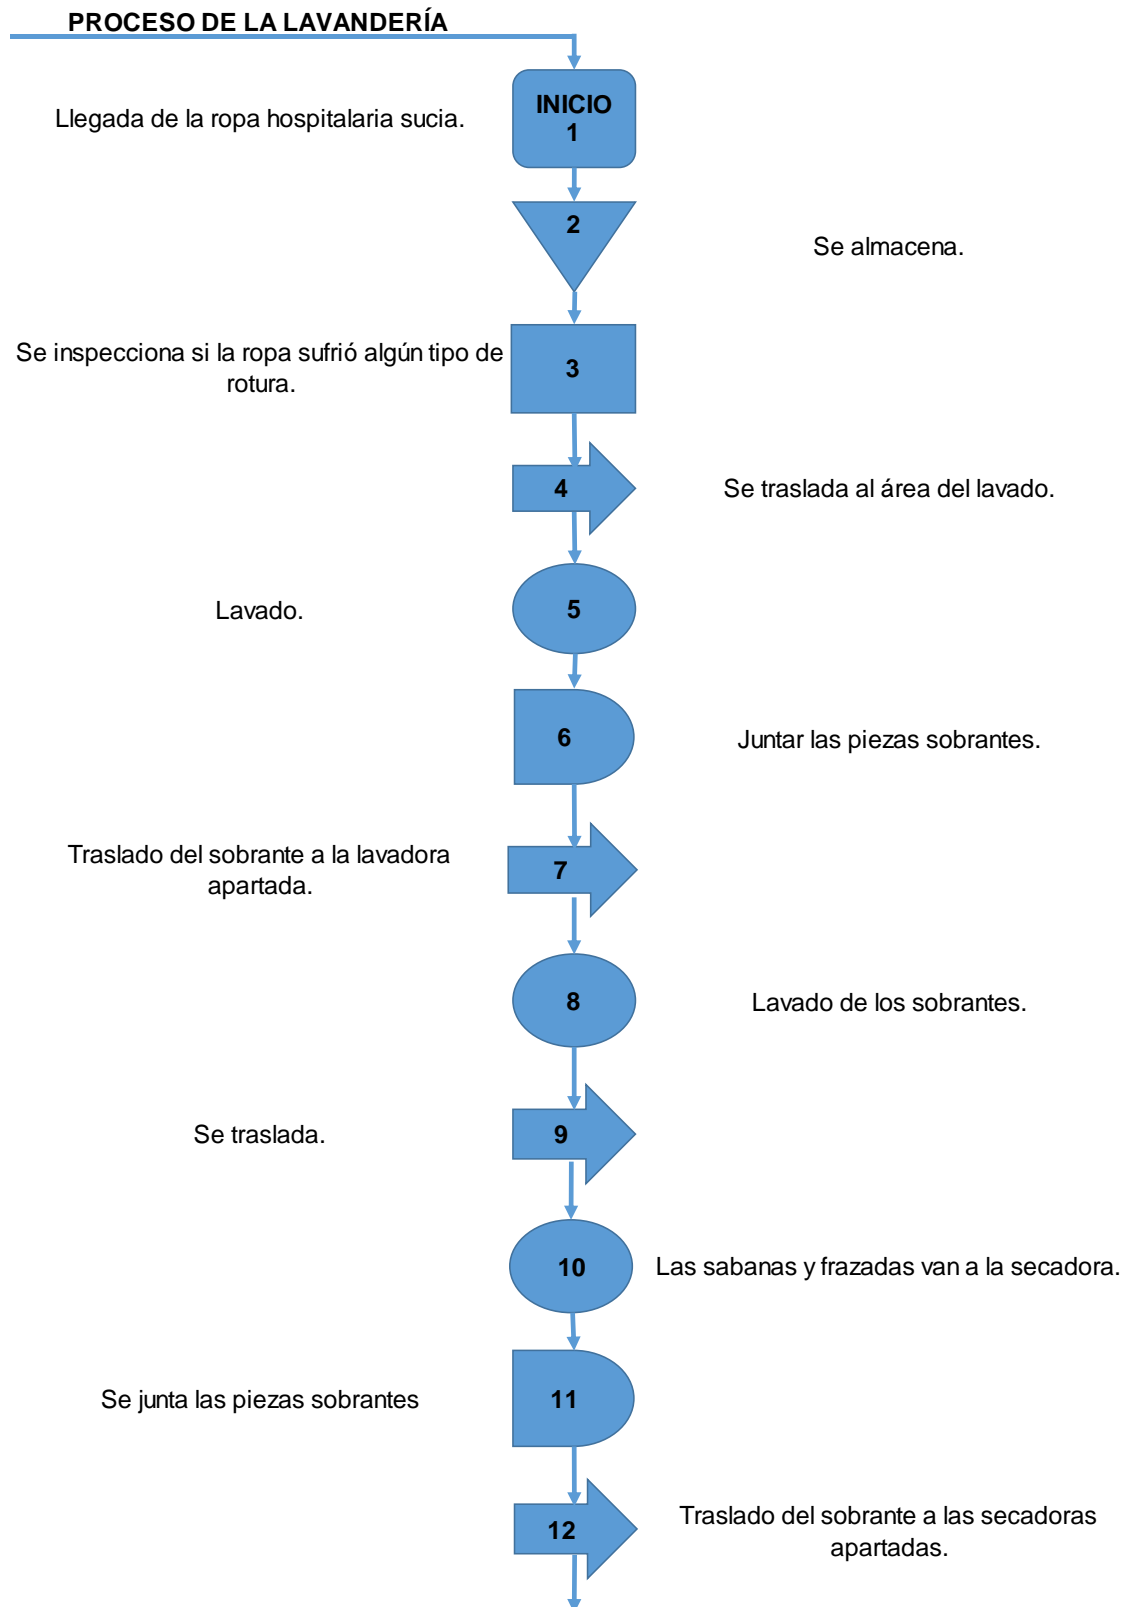 PROCESO DE LA LAVANDERÍA
INICIO
1
Llegada de la ropa hospitalaria sucia.
2
Se almacena.
Se inspecciona si la ropa sufrió algún tipo de
rotura.
3
4
Se traslada al área del lavado.
Lavado.
5
6
Juntar las piezas sobrantes.
Traslado del sobrante a la lavadora
apartada.
7
8
Lavado de los sobrantes.
Se traslada.
9
10
Las sabanas y frazadas van a la secadora.
Se junta las piezas sobrantes
11
12
Traslado del sobrante a las secadoras
apartadas.